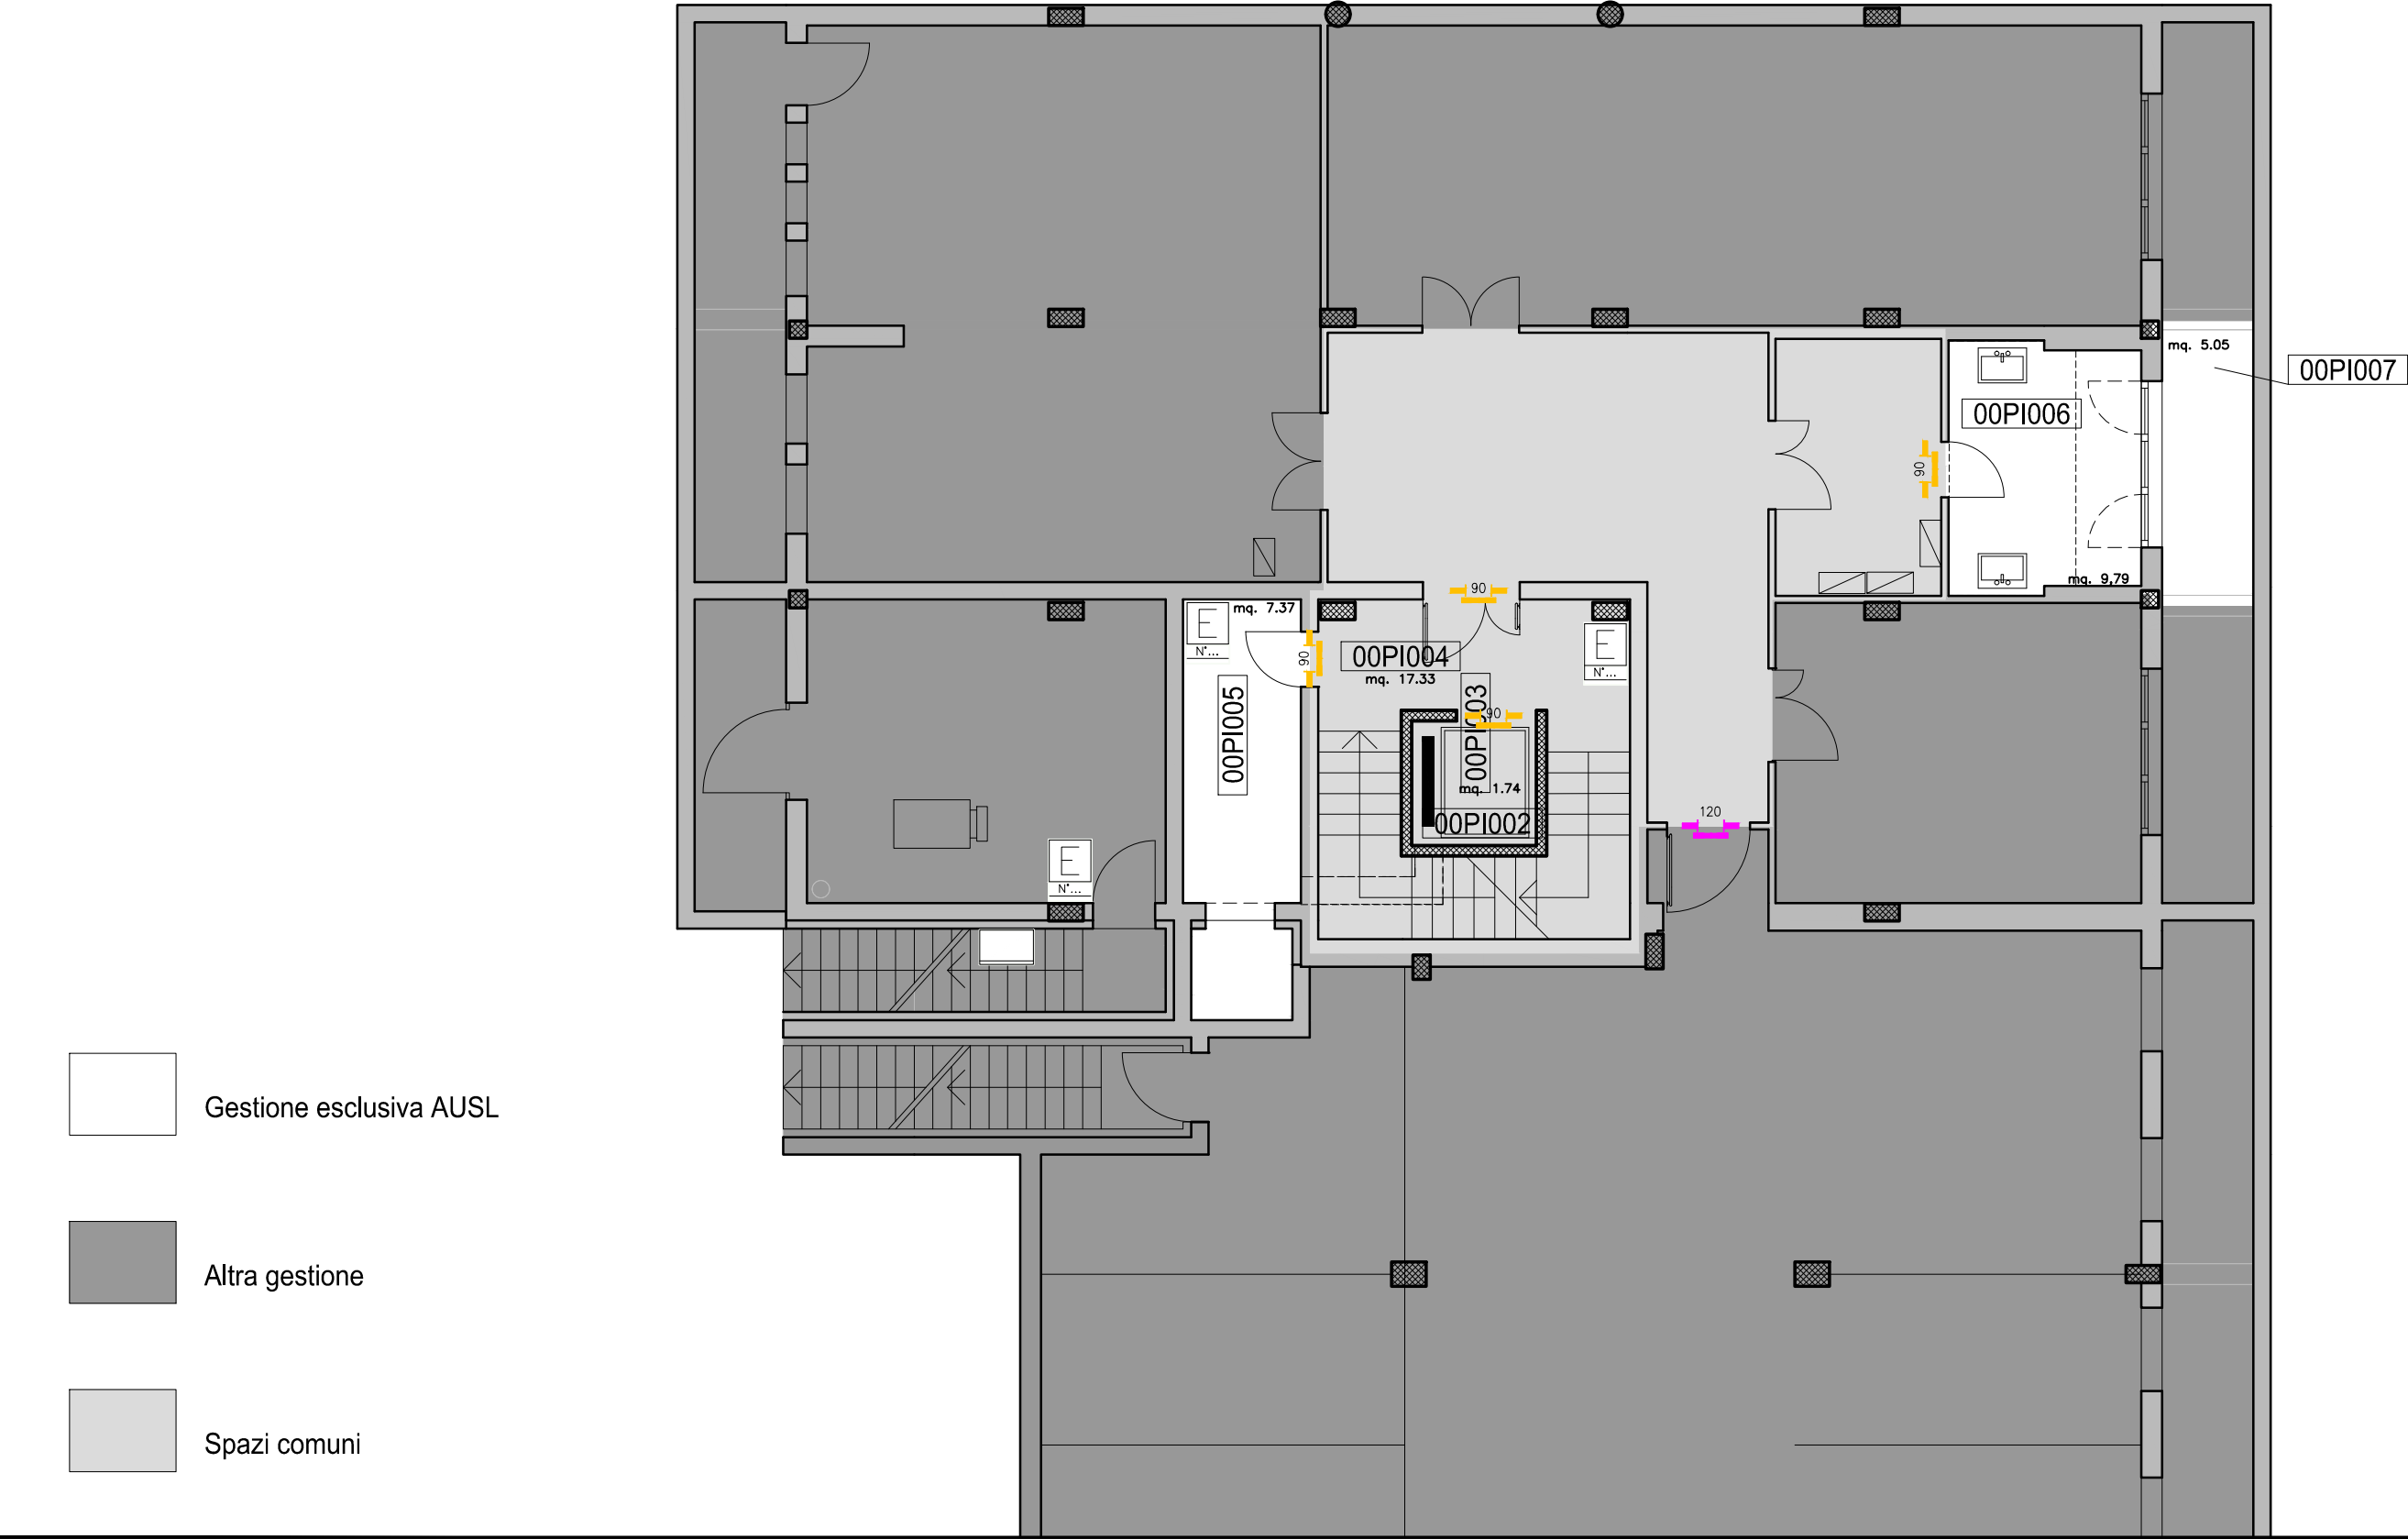 mq. 5.05
00PI007
00PI006
90
mq. 9,79
90
E
N°...
mq. 7.37
90
00PI004
mq. 17.33
E
N°...
00PI005
00PI003
90
mq. 1.74
00PI002
120
E
N°...
Gestione esclusiva AUSL
Altra gestione
Spazi comuni